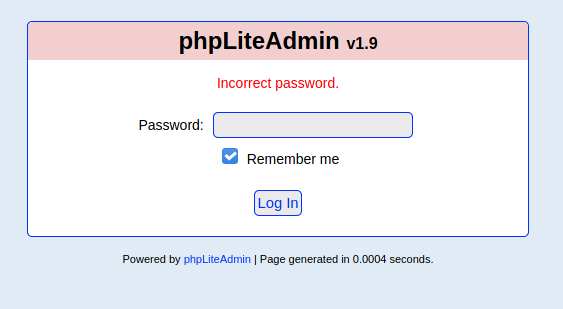 phpLiteAdmin v1.9
Incorrect password.
Password:
Remember me
Log In
Powered by phpLiteAdmin | Page generated in 0.0004 seconds.